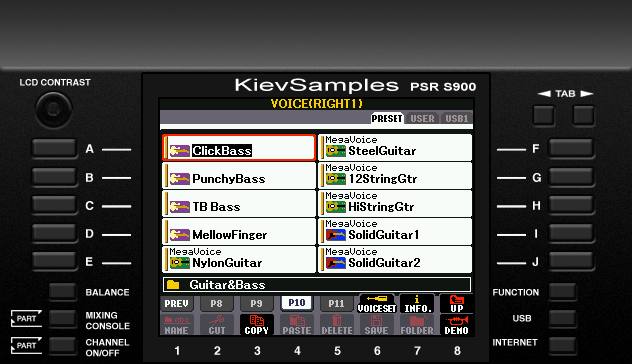 LCD CONTRAST
KievSamples PSR S900
◄ TAB ►
VOICE(RIGHT1)
PRESET USER USB1
A
ClickBass
MegaVoice
SteelGuitar
F
B
PunchyBass
MegaVoice
12StringGtr
G
C
TB Bass
MegaVoice
HiStringGtr
H
D
MellowFinger
MegaVoice
SolidGuitar1
I
E
MegaVoice
NylonGuitar
MegaVoice
SolidGuitar2
J
BALANCE
Guitar&Bass
FUNCTION
PREV P8 P9 P10 P11 VOICESET INFO. UP
PART
MIXING
CONSOLE
NAME CUT COPY PASTE DELETE SAVE FOLDER DEMO
USB
PART
CHANNEL
ON/OFF
1 2 3 4 5 6 7 8
INTERNET